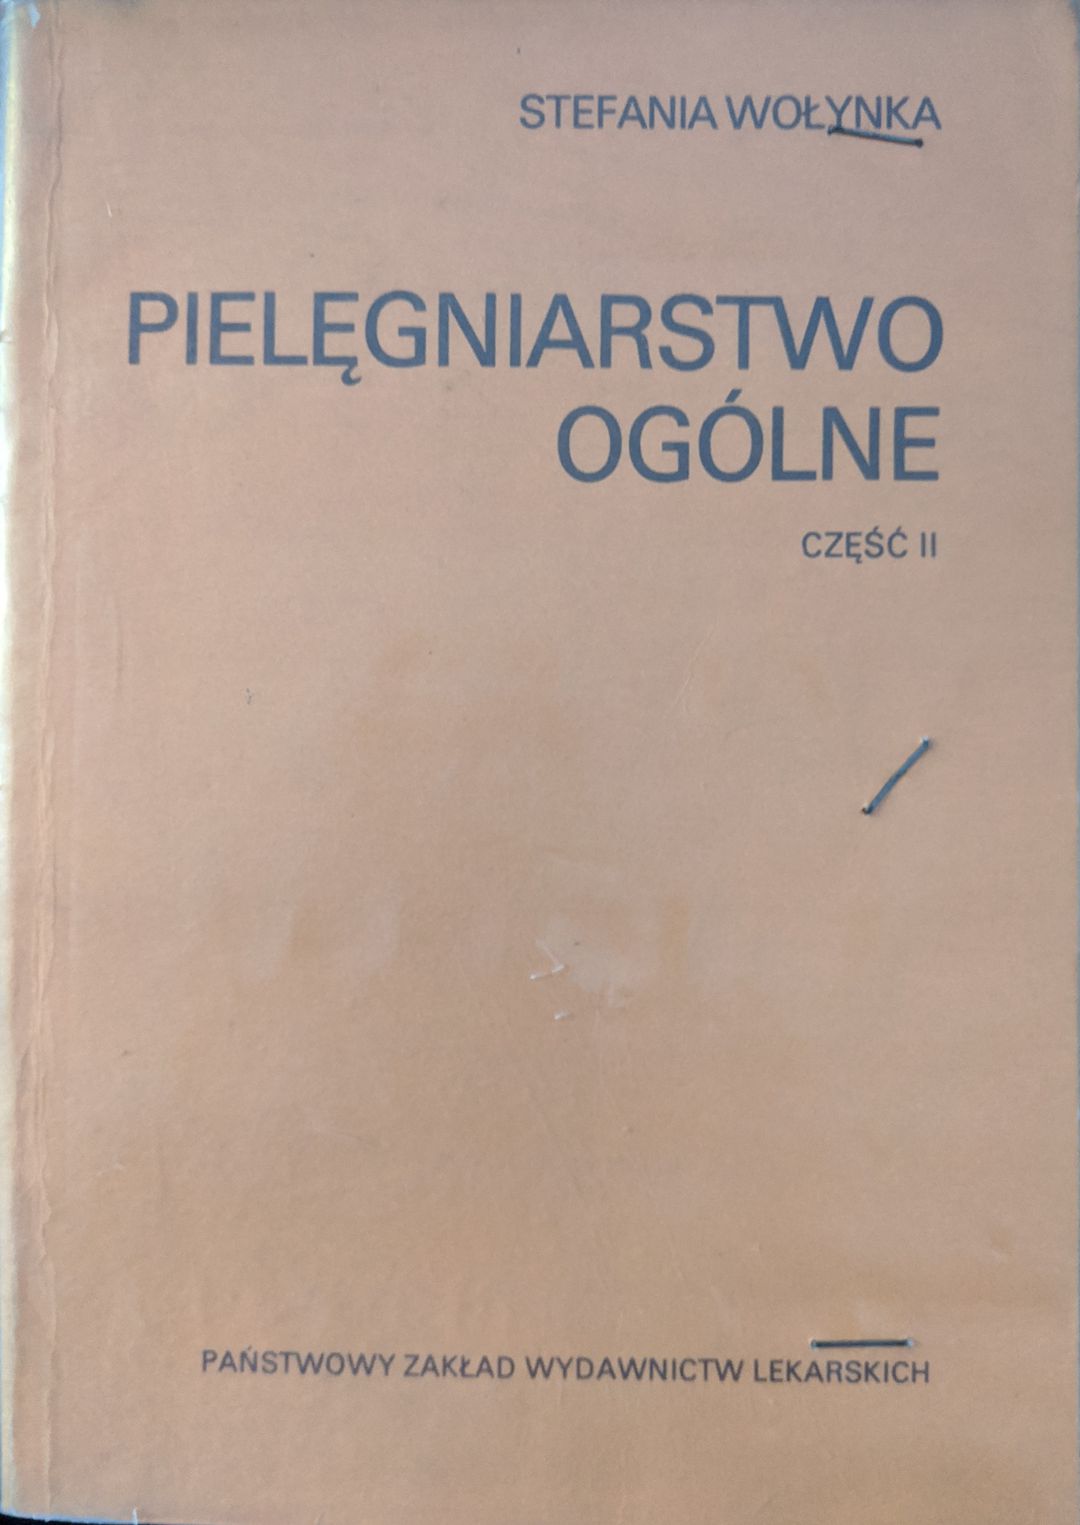 STEFANIA WOŁYNKA
PIELĘGNIARSTWO
OGÓLNE
CZĘŚĆ II
PAŃSTWOWY ZAKŁAD WYDAWNICTW LEKARSKICH